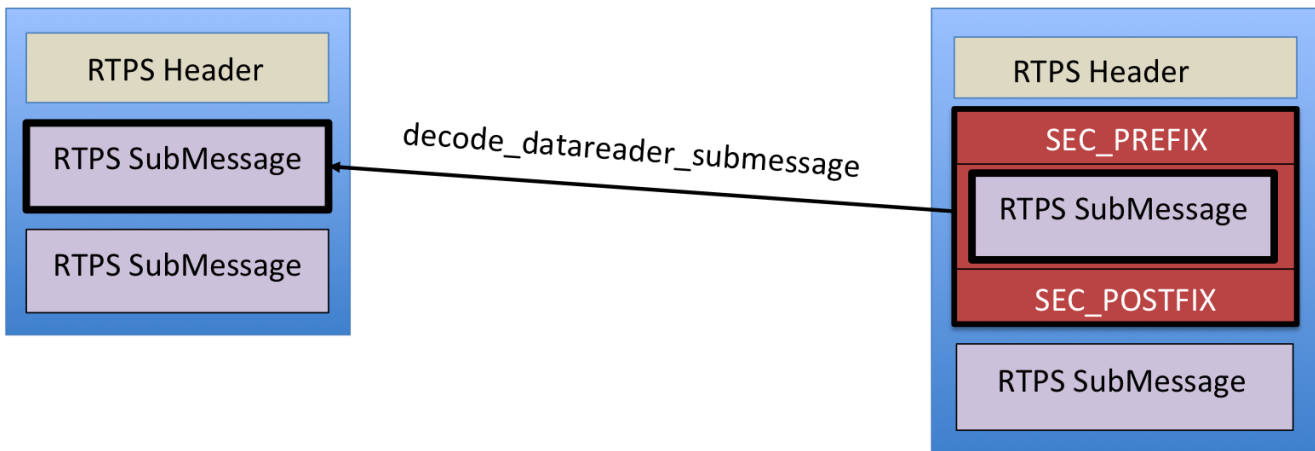 RTPS Header
RTPS SubMessage
RTPS SubMessage
decode_datareader_submessage
RTPS Header
SEC_PREFIX
RTPS SubMessage
SEC_POSTFIX
RTPS SubMessage